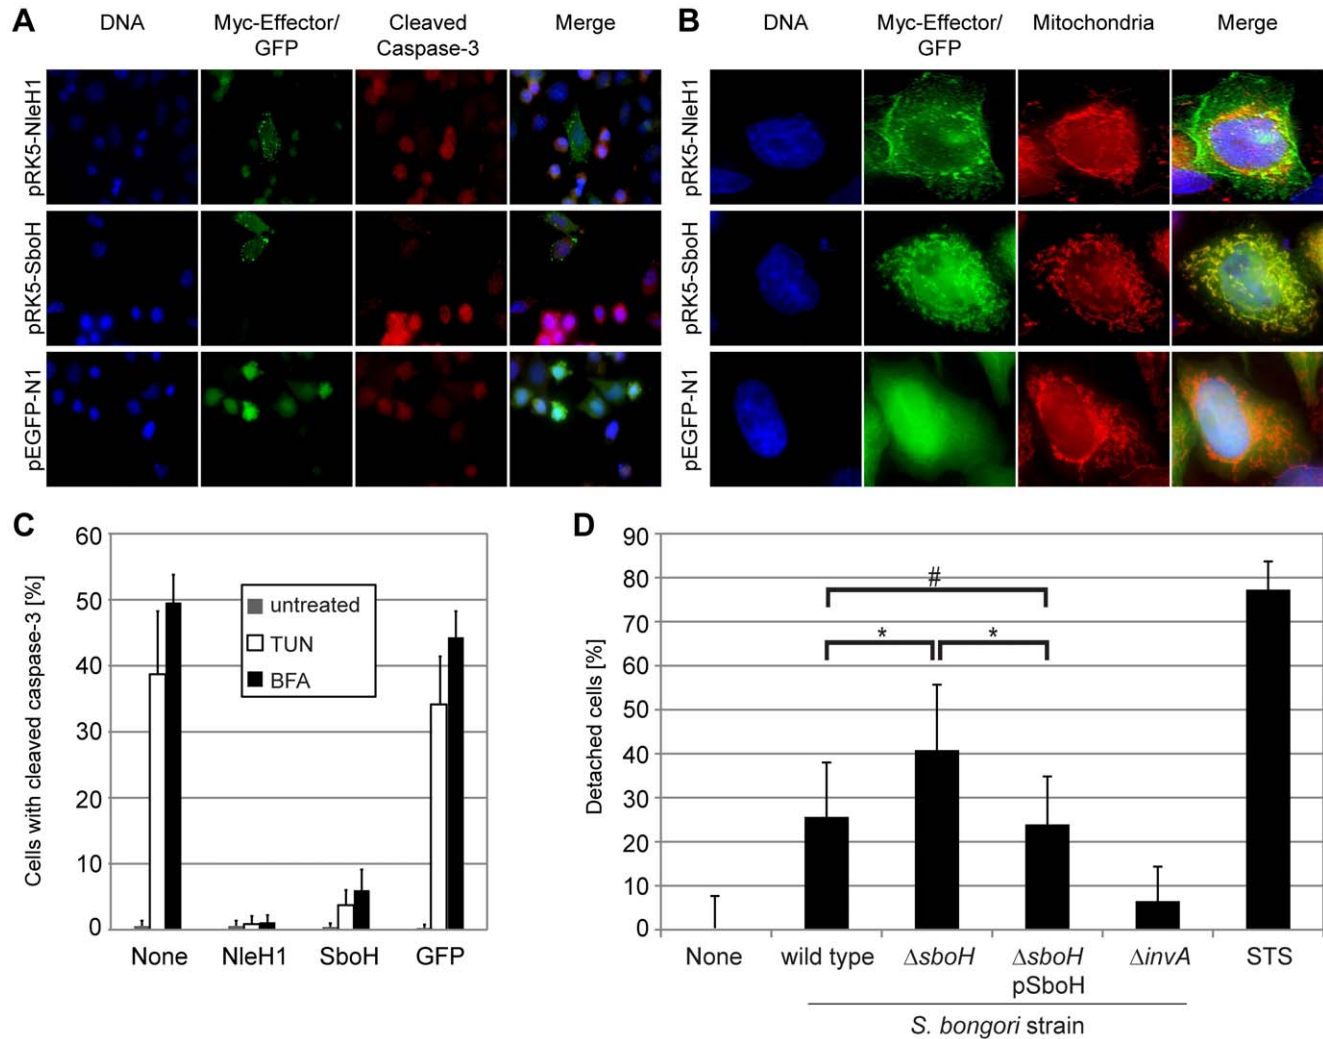 A
DNA
Myc-Effector/
GFP
Cleaved
Caspase-3
Merge
pRK5-NleH1
pRK5-SboH
pEGFP-N1
B
DNA
Myc-Effector/
GFP
Mitochondria
Merge
pRK5-NleH1
pRK5-SboH
pEGFP-N1
C
Cells with cleaved caspase-3 [%]
60
50
40
30
20
10
0
untreated
TUN
BFA
None NleH1 SboH GFP
D
Detached cells [%]
90
80
70
60
50
40
30
20
10
0
#
* *
None wild type ΔsboH ΔsboH ΔinvA STS
pSboH
S. bongori strain